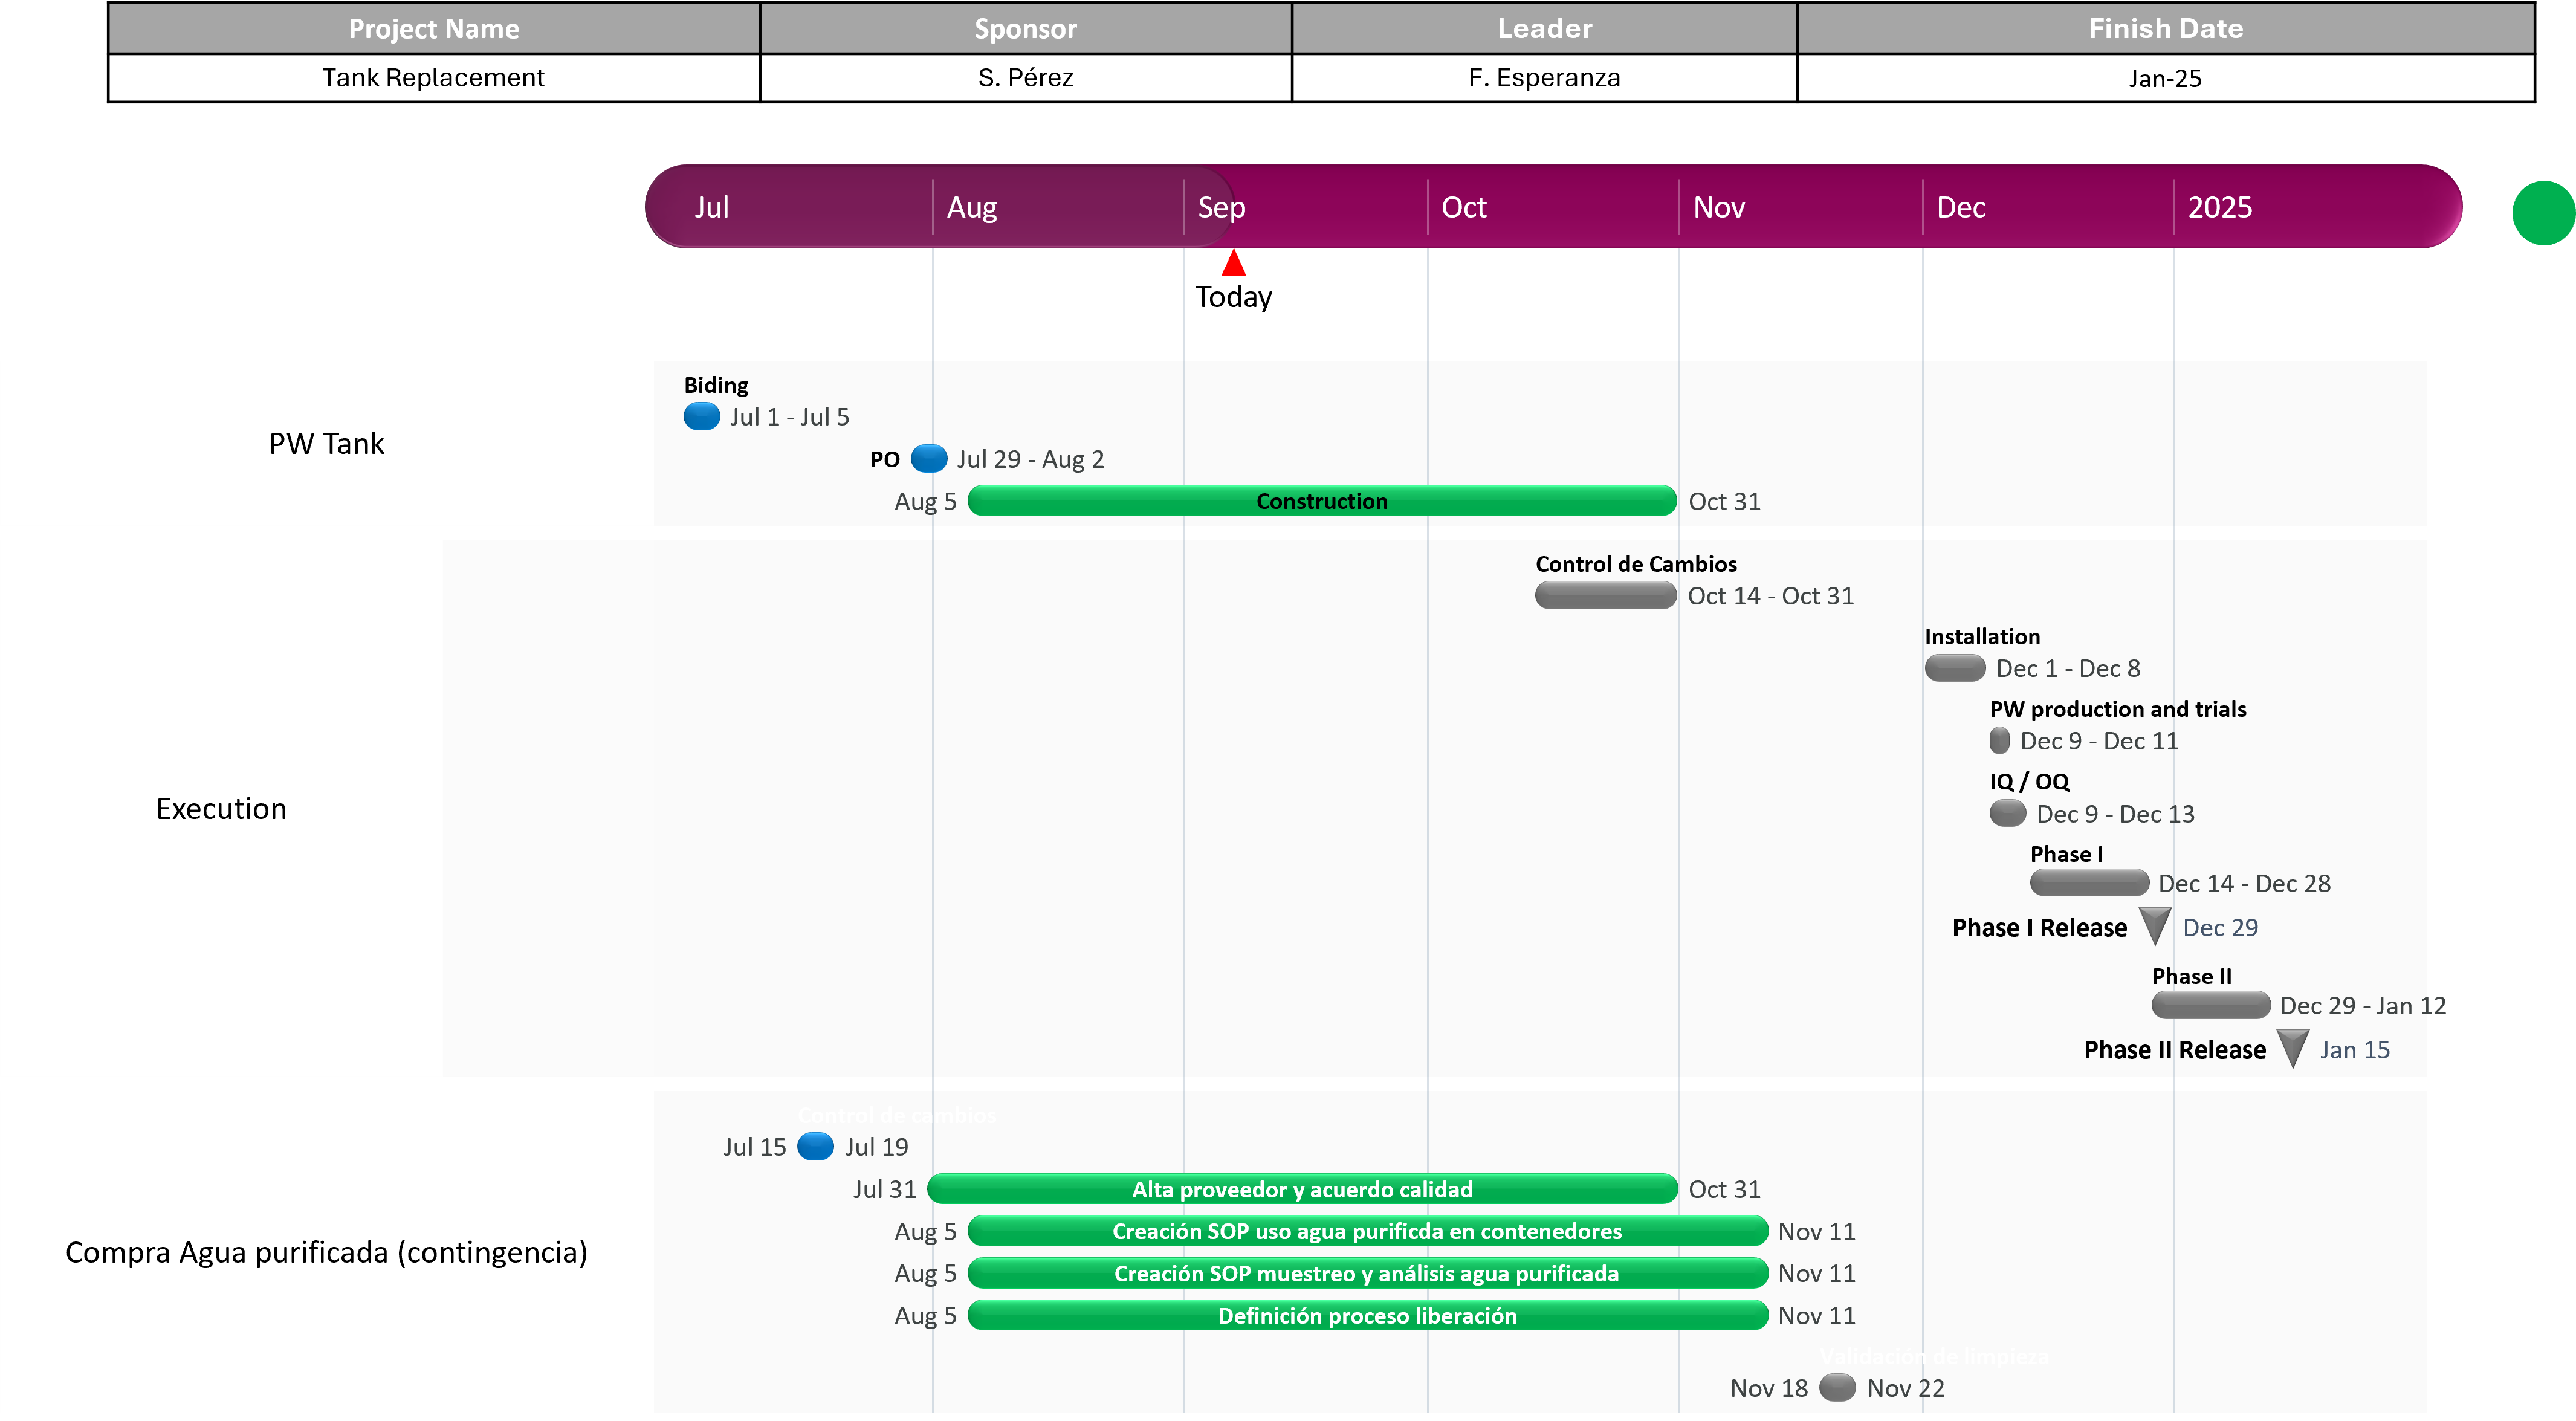 Project Name Sponsor Leader Finish Date
Tank Replacement S. Pérez F. Esperanza Jan-25
Jul Aug Sep Oct Nov Dec 2025
Today
PW Tank
Biding
Jul 1 - Jul 5
PO Jul 29 - Aug 2
Aug 5 Construction Oct 31
Execution
Control de Cambios
Oct 14 - Oct 31
Installation
Dec 1 - Dec 8
PW production and trials
Dec 9 - Dec 11
IQ / OQ
Dec 9 - Dec 13
Phase I
Dec 14 - Dec 28
Phase I Release Dec 29
Phase II
Dec 29 - Jan 12
Phase II Release Jan 15
Compra Agua purificada (contingencia)
Control de cambios
Jul 15 Jul 19
Jul 31 Alta proveedor y acuerdo calidad Oct 31
Aug 5 Creación SOP uso agua purificda en contenedores Nov 11
Aug 5 Creación SOP muestreo y análisis agua purificada Nov 11
Aug 5 Definición proceso liberación Nov 11
Validación de limpieza
Nov 18 Nov 22